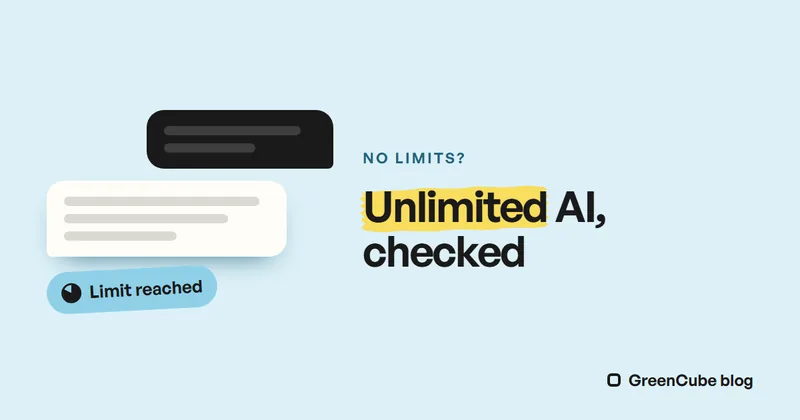 NO LIMITS?
Unlimited AI,
checked
Limit reached
GreenCube blog